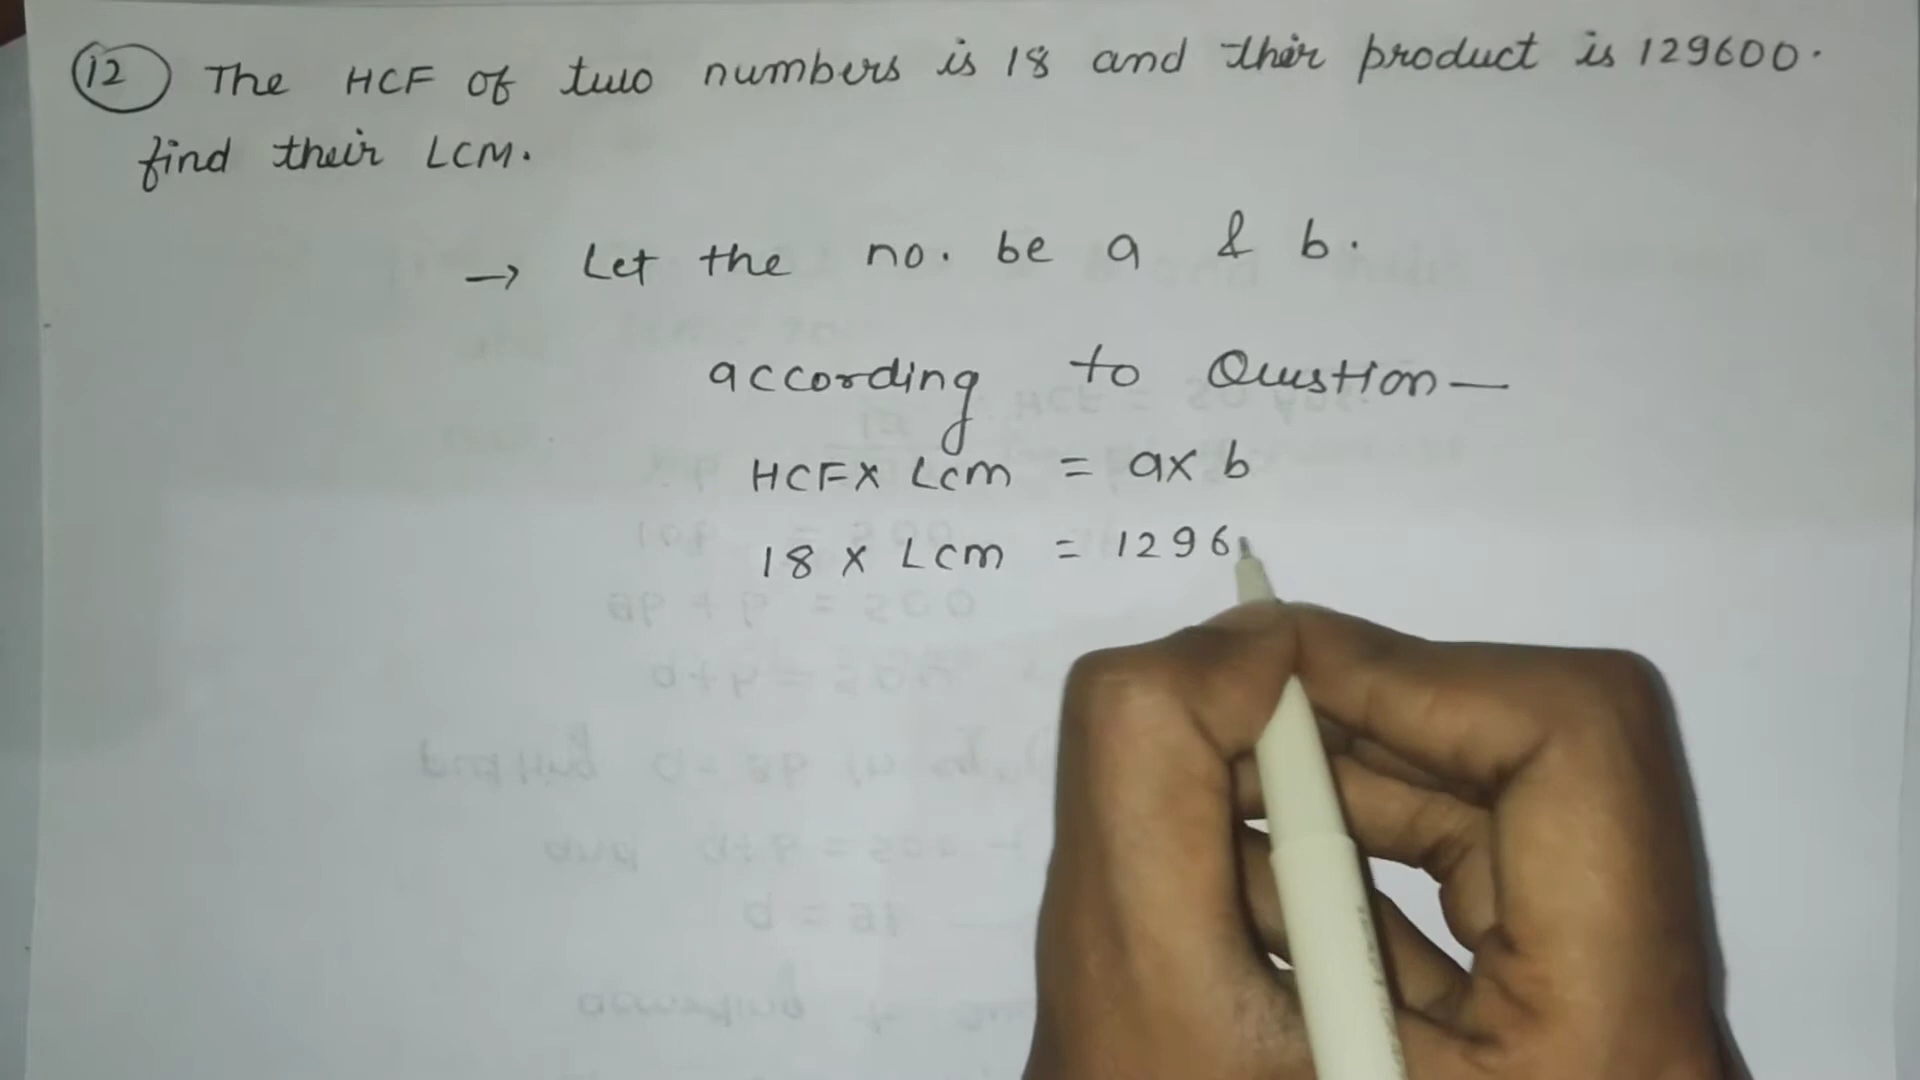 12 The HCF of two numbers is 18 and their product is 129600.
find their LCM.
→ Let the no. be a & b.
according to Question —
HCF x Lcm = a x b
18 x Lcm = 1296